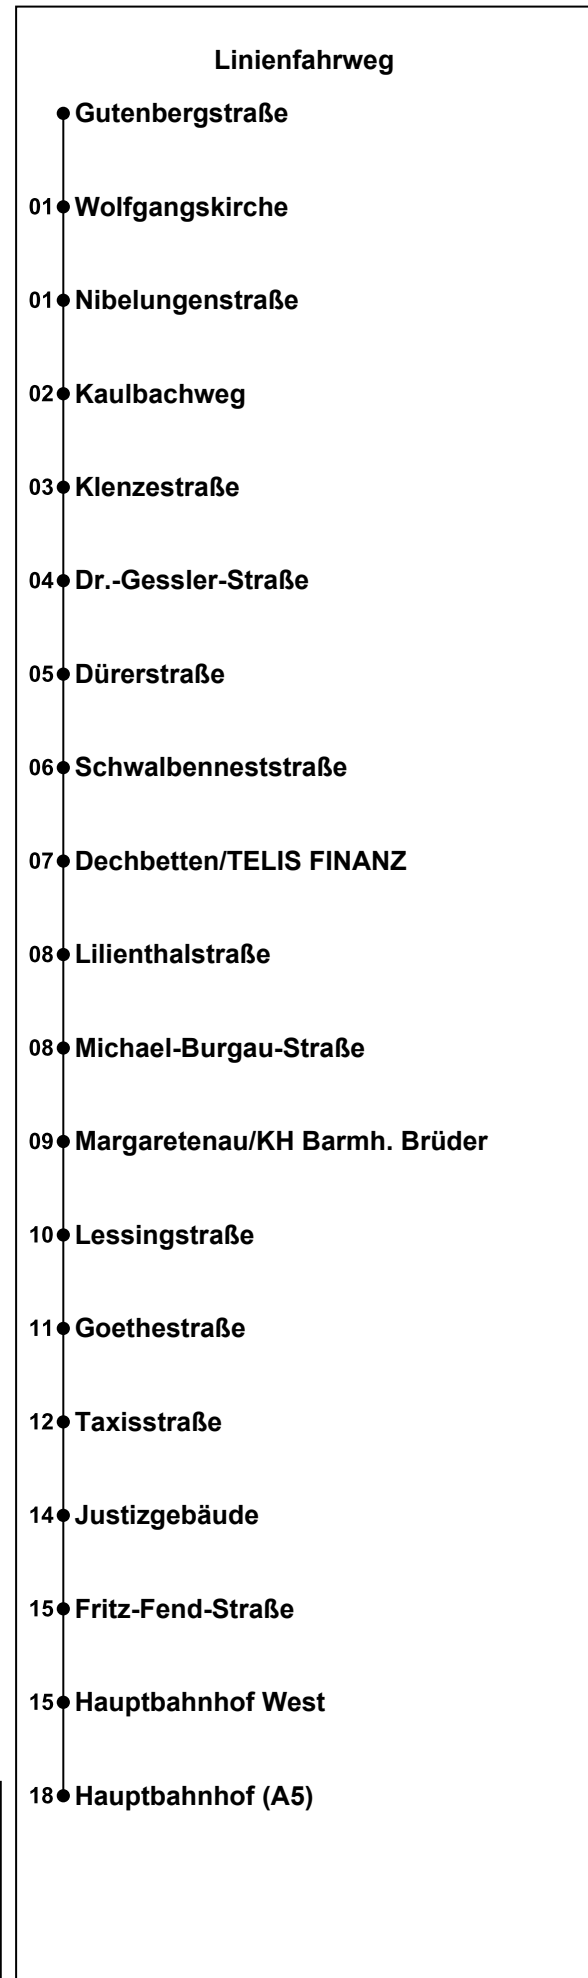 Linienfahrweg
Gutenbergstraße
01 Wolfgangskirche
01 Nibelungenstraße
02 Kaulbachweg
03 Klenzestraße
04 Dr.-Gessler-Straße
05 Dürerstraße
06 Schwalbenneststraße
07 Dechbetten/TELIS FINANZ
08 Lilienthalstraße
08 Michael-Burgau-Straße
09 Margaretenau/KH Barmh. Brüder
10 Lessingstraße
11 Goethestraße
12 Taxisstraße
14 Justizgebäude
15 Fritz-Fend-Straße
15 Hauptbahnhof West
18 Hauptbahnhof (A5)